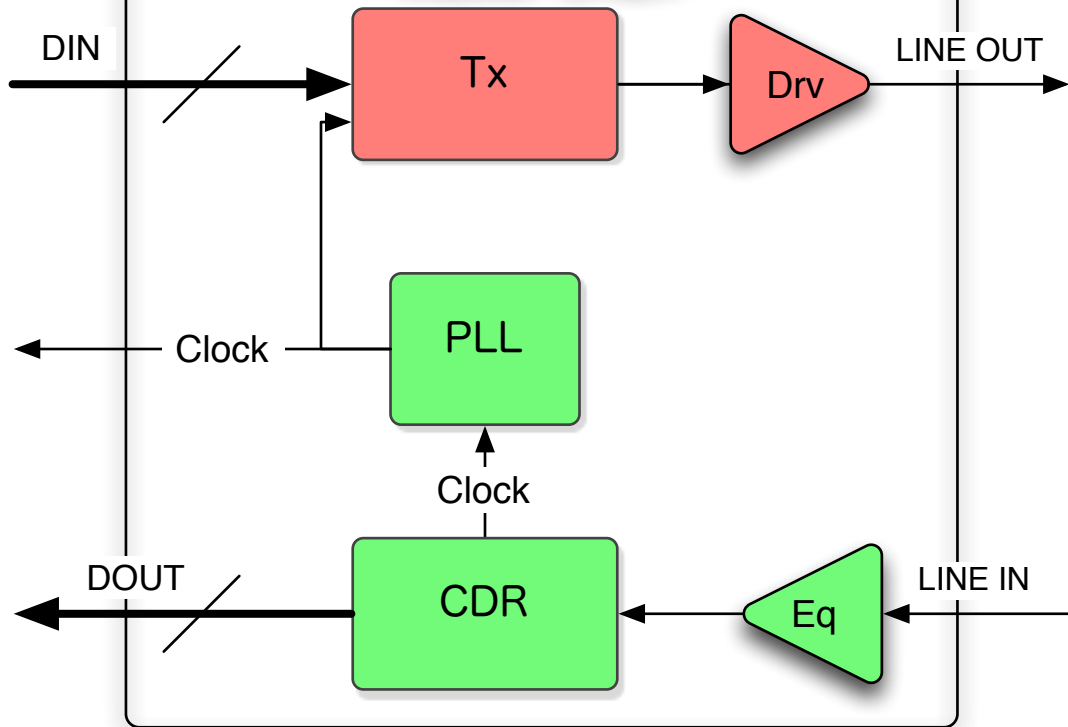 DIN
Tx
Drv
LINE OUT
Clock
PLL
Clock
DOUT
CDR
Eq
LINE IN